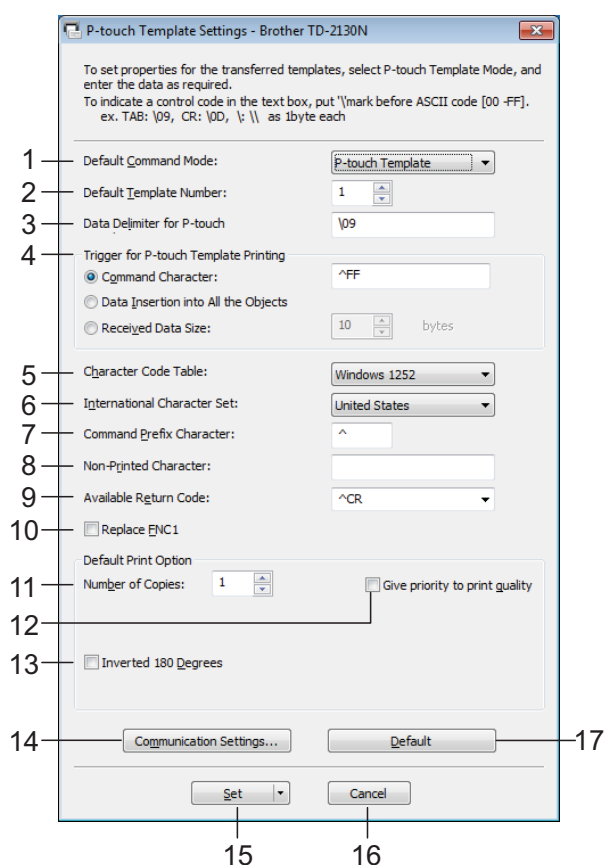 P-touch Template Settings - Brother TD-2130N
To set properties for the transferred templates, select P-touch Template Mode, and
enter the data as required.
To indicate a control code in the text box, put '\'mark before ASCII code [00 -FF].
ex. TAB: \09, CR: \0D, \: \\ as 1byte each
1 Default Command Mode: P-touch Template
2 Default Template Number: 1
3 Data Delimiter for P-touch \09
4 Trigger for P-touch Template Printing
Command Character: ^FF
Data Insertion into All the Objects
Received Data Size: 10 bytes
5 Character Code Table: Windows 1252
6 International Character Set: United States
7 Command Prefix Character: ^
8 Non-Printed Character:
9 Available Return Code: ^CR
10 Replace FNC1
Default Print Option
11 Number of Copies: 1 Give priority to print quality
12
13 Inverted 180 Degrees
14 Communication Settings... Default 17
Set Cancel
15 16